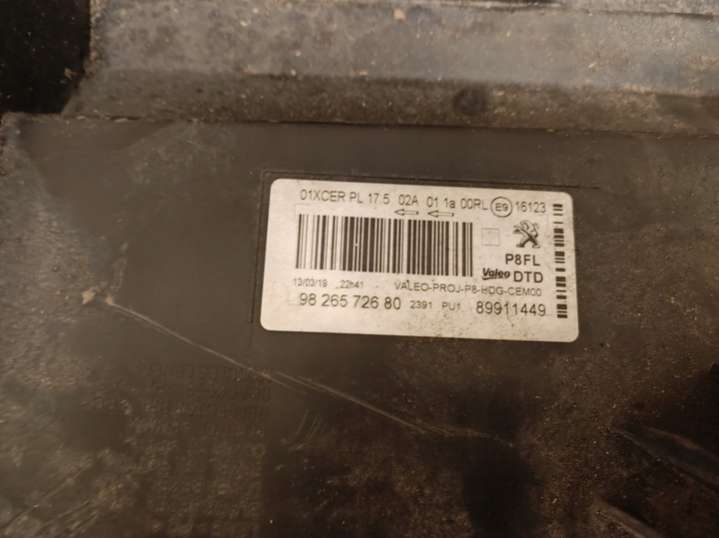 01XCER PL 17.5 02A 01 1a 00RL E9 16123
P8FL
Valeo DTD
13/03/19 22h41 VALEO-PROJ-P8-HDG-CEM00
98 265 726 80 2391 PU1 89911449